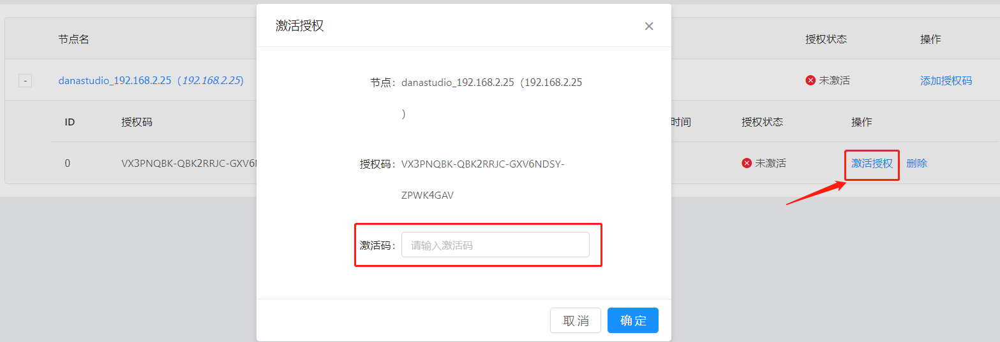 激活授权
节点名
授权状态
操作
-
danastudio_192.168.2.25（192.168.2.25）
未激活
添加授权码
ID
授权码
时间
授权状态
操作
0
VX3PNQBK-QBK2RRJC-GXV6N
未激活
激活授权
删除
节点：
danastudio_192.168.2.25（192.168.2.25
）
授权码：
VX3PNQBK-QBK2RRJC-GXV6NDSY-
ZPWK4GAV
激活码：
请输入激活码
取 消
确 定